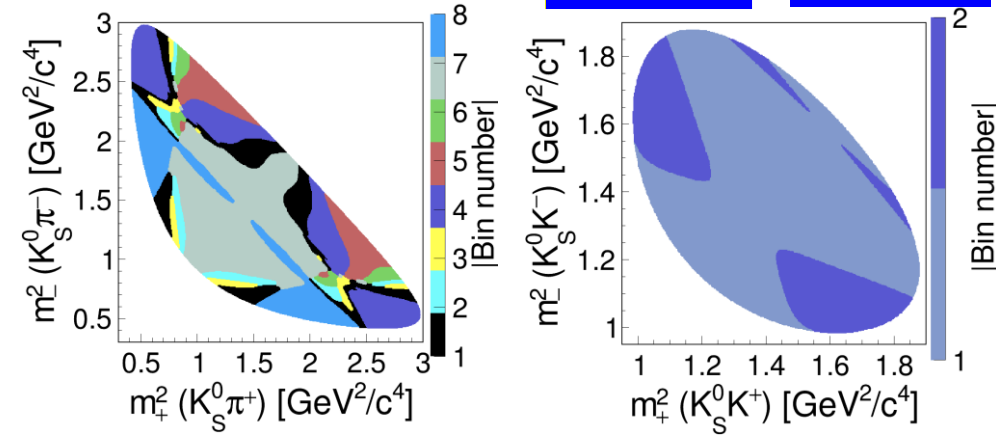 3
2.5
2
1.5
1
0.5
m²₋ (K⁰_Sπ⁻) [GeV²/c⁴]
0.5 1 1.5 2 2.5 3
m²₊ (K⁰_Sπ⁺) [GeV²/c⁴]
8
7
6
5
4
3
2
1
|Bin number|
1.8
1.6
1.4
1.2
1
m²₋ (K⁰_SK⁻) [GeV²/c⁴]
1 1.2 1.4 1.6 1.8
m²₊ (K⁰_SK⁺) [GeV²/c⁴]
2
1
|Bin number|